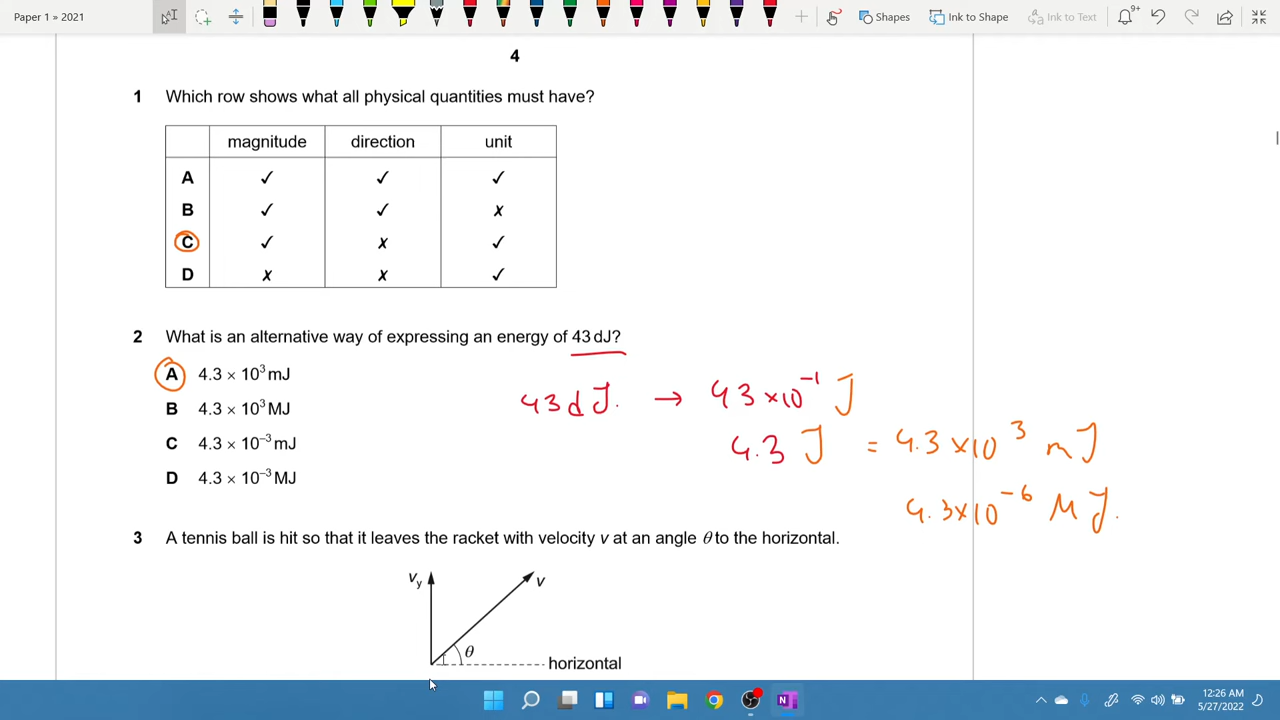 Paper 1 » 2021
Shapes
Ink to Shape
Ink to Text
4
1 Which row shows what all physical quantities must have?
magnitude direction unit
A ✓ ✓ ✓
B ✓ ✓ ✗
C ✓ ✗ ✓
D ✗ ✗ ✓
2 What is an alternative way of expressing an energy of 43 dJ?
A 4.3 × 10³ mJ
B 4.3 × 10³ MJ
C 4.3 × 10⁻³ mJ
D 4.3 × 10⁻³ MJ
43 dJ. → 43×10⁻¹ J
4.3 J = 4.3×10³ mJ
4.3×10⁻⁶ MJ.
3 A tennis ball is hit so that it leaves the racket with velocity v at an angle θ to the horizontal.
vy
v
θ
horizontal
12:26 AM
5/27/2022